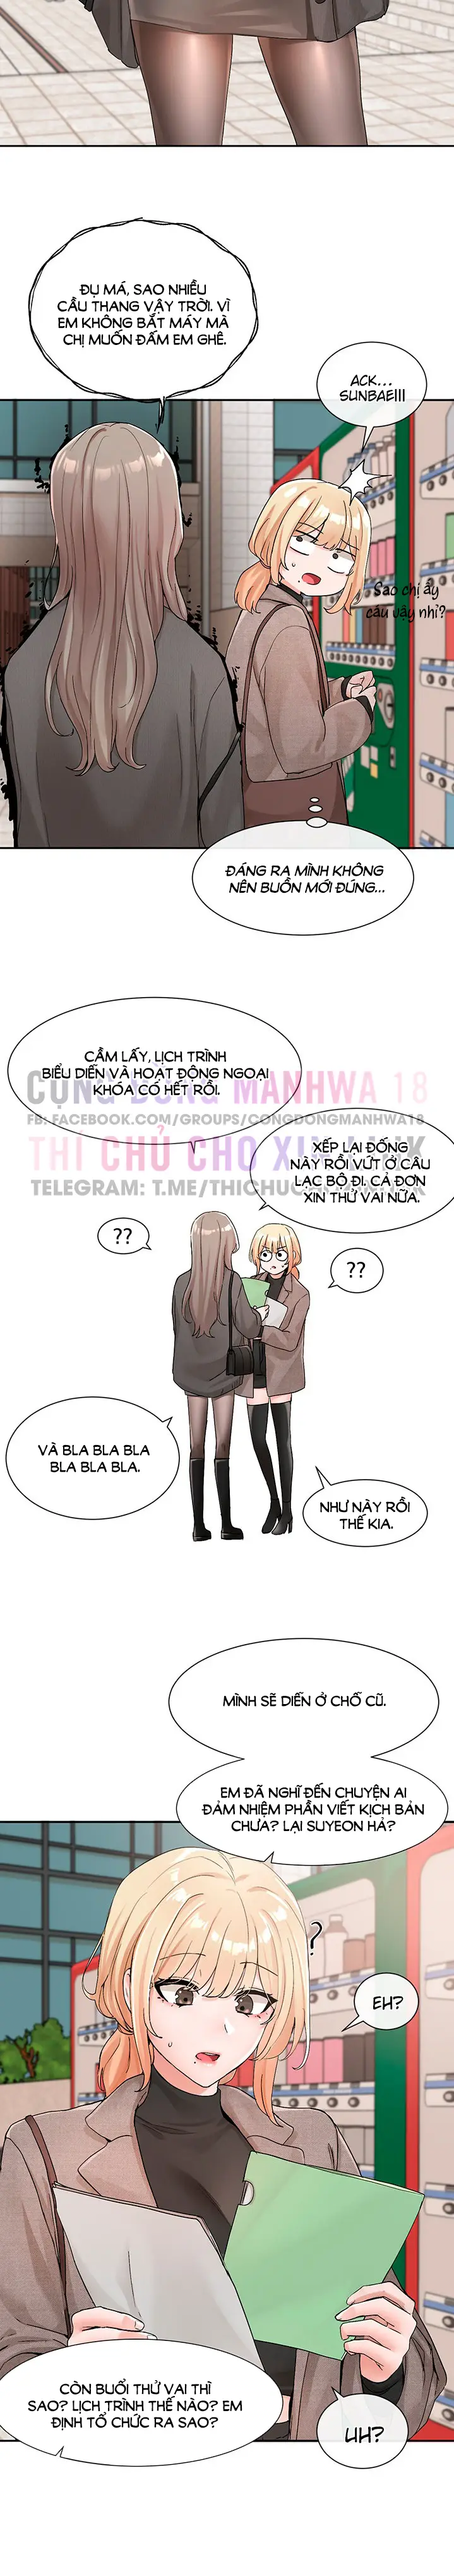 ĐỤ MÁ, SAO NHIỀU
CẦU THANG VẬY TRỜI. VÌ
EM KHÔNG BẮT MÁY MÀ
CHỊ MUỐN ĐẤM EM GHÊ.
ACK...
SUNBAE!!!
Sao chị ấy
cáu vậy nhỉ?
ĐÁNG RA MÌNH KHÔNG
NÊN BUỒN MỚI ĐÚNG...
CẦM LẤY, LỊCH TRÌNH
BIỂU DIỄN VÀ HOẠT ĐỘNG NGOẠI
KHÓA CÓ HẾT RỒI.
CỘNG ĐỒNG MANHWA 18
FB: FACEBOOK.COM/GROUPS/CONGDONGMANHWA18
XẾP LẠI ĐỐNG
NÀY RỒI VỨT Ở CÂU
LẠC BỘ ĐI. CẢ ĐƠN
XIN THỬ VAI NỮA.
??
??
VÀ BLA BLA BLA
BLA BLA BLA.
NHƯ NÀY RỒI
THẾ KIA.
MÌNH SẼ DIỄN Ở CHỖ CŨ.
EM ĐÃ NGHĨ ĐẾN CHUYỆN AI
ĐẢM NHIỆM PHẦN VIẾT KỊCH BẢN
CHƯA? LẠI SUYEON HẢ?
?
EH?
CÒN BUỔI THỬ VAI THÌ
SAO? LỊCH TRÌNH THẾ NÀO? EM
ĐỊNH TỔ CHỨC RA SAO?
UH?